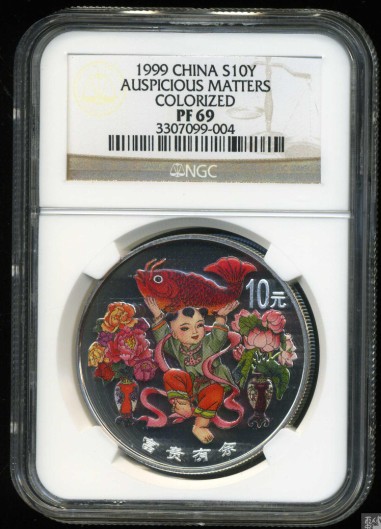 1999 CHINA S10Y
AUSPICIOUS MATTERS
COLORIZED
PF 69
3307099-004
NGC
10元
富贵有余